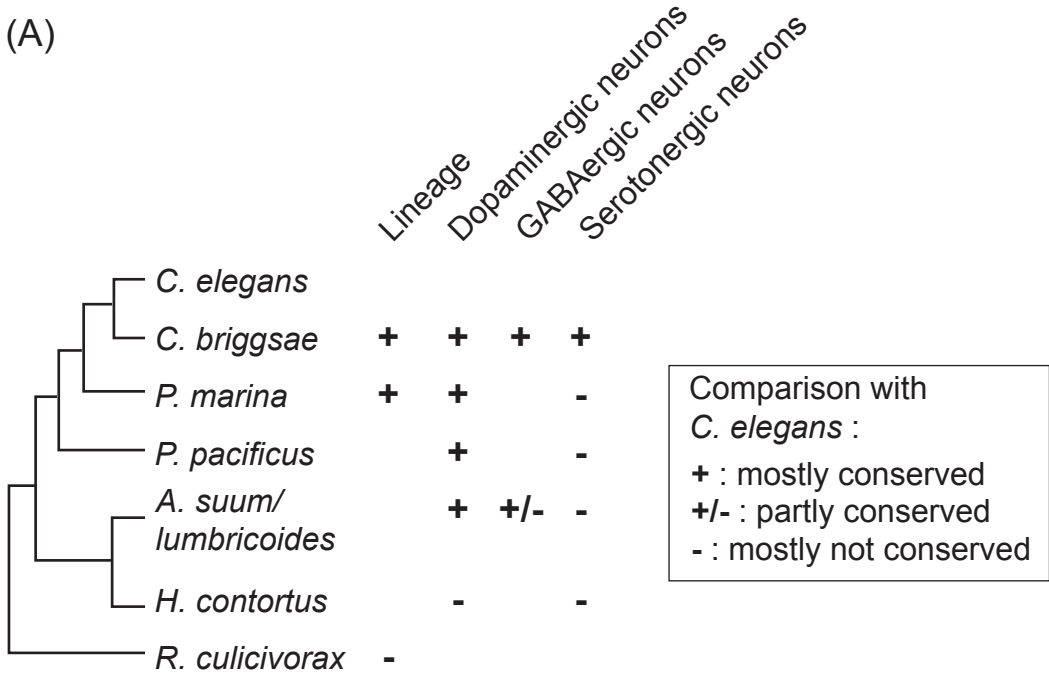 (A)
Lineage
Dopaminergic neurons
GABAergic neurons
Serotonergic neurons
C. elegans
C. briggsae + + + +
P. marina + + -
P. pacificus + -
A. suum/
lumbricoides + +/- -
H. contortus - -
R. culicivorax -
Comparison with
C. elegans :
+ : mostly conserved
+/- : partly conserved
- : mostly not conserved